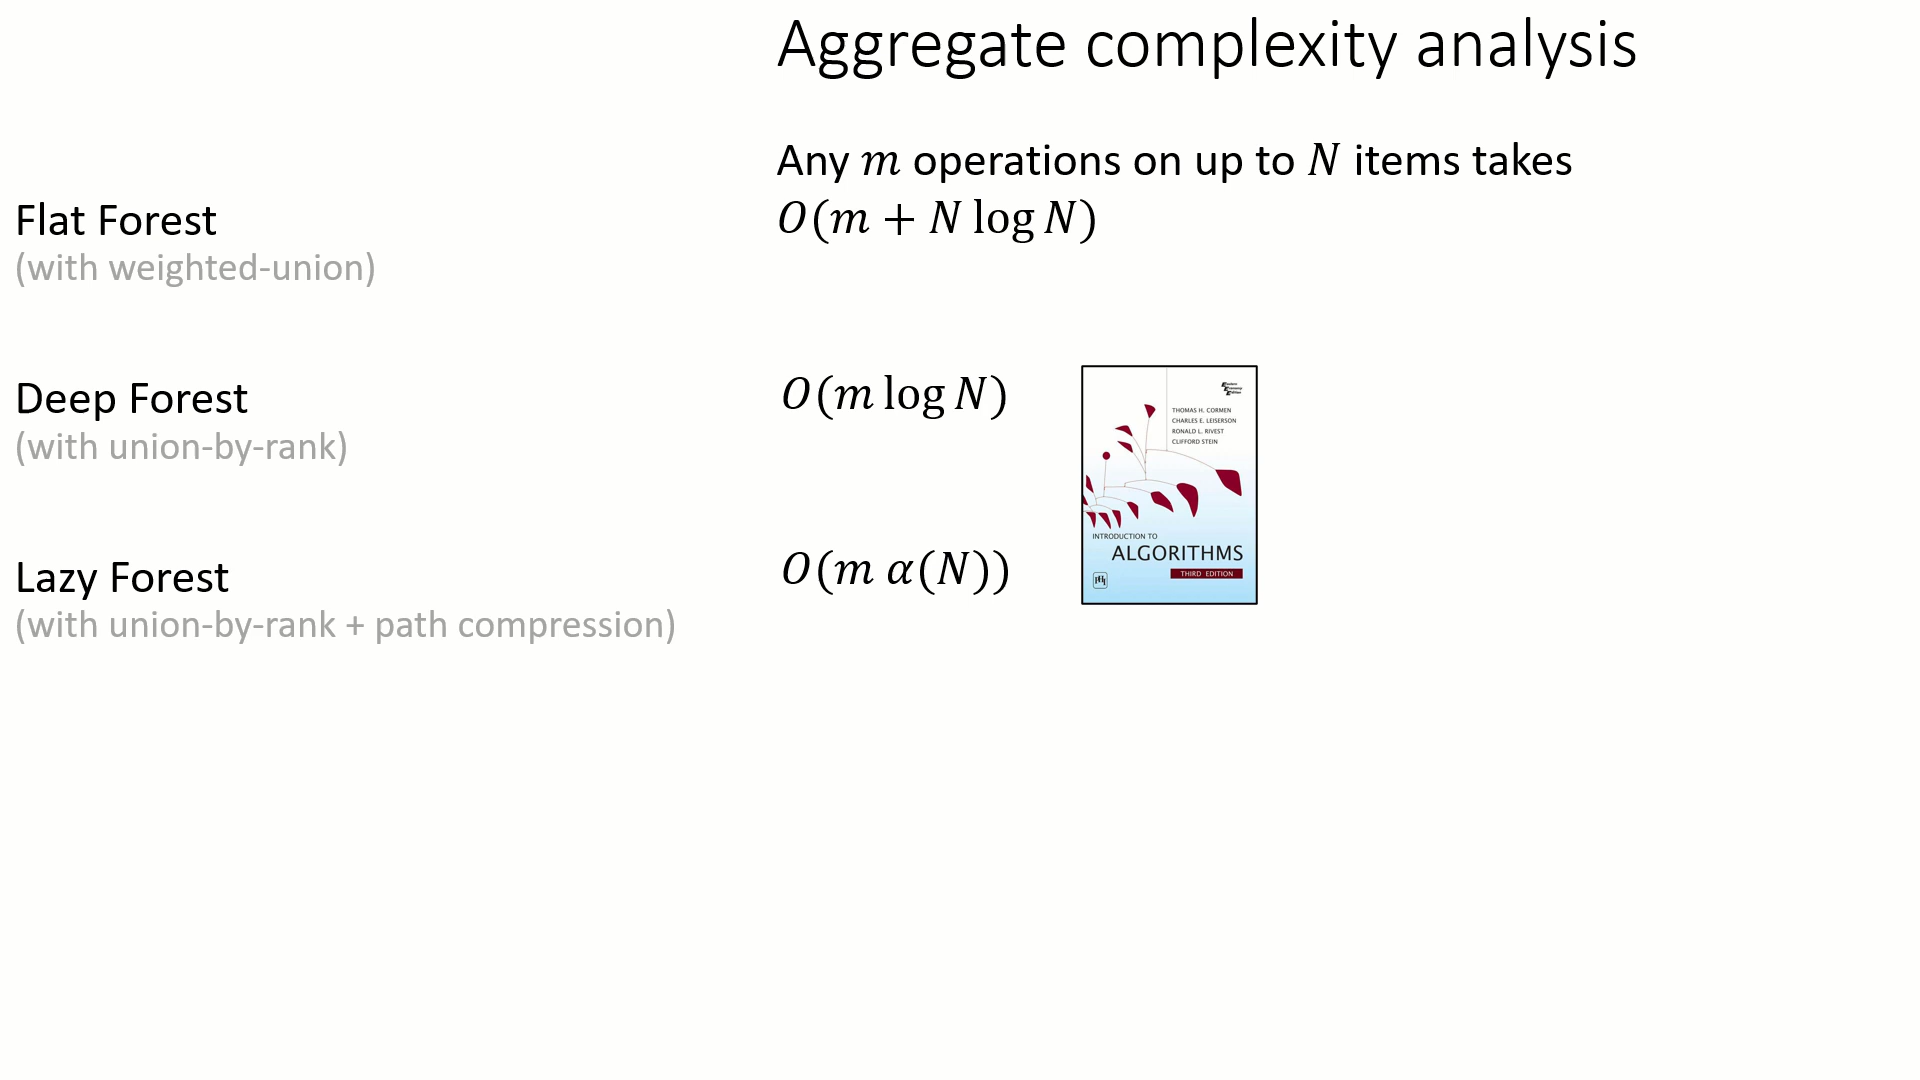 Aggregate complexity analysis
Any m operations on up to N items takes
Flat Forest
(with weighted-union)
O(m + N log N)
Deep Forest
(with union-by-rank)
O(m log N)
Lazy Forest
(with union-by-rank + path compression)
O(m α(N))
THOMAS H. CORMEN
CHARLES E. LEISERSON
RONALD L. RIVEST
CLIFFORD STEIN
INTRODUCTION TO
ALGORITHMS
THIRD EDITION